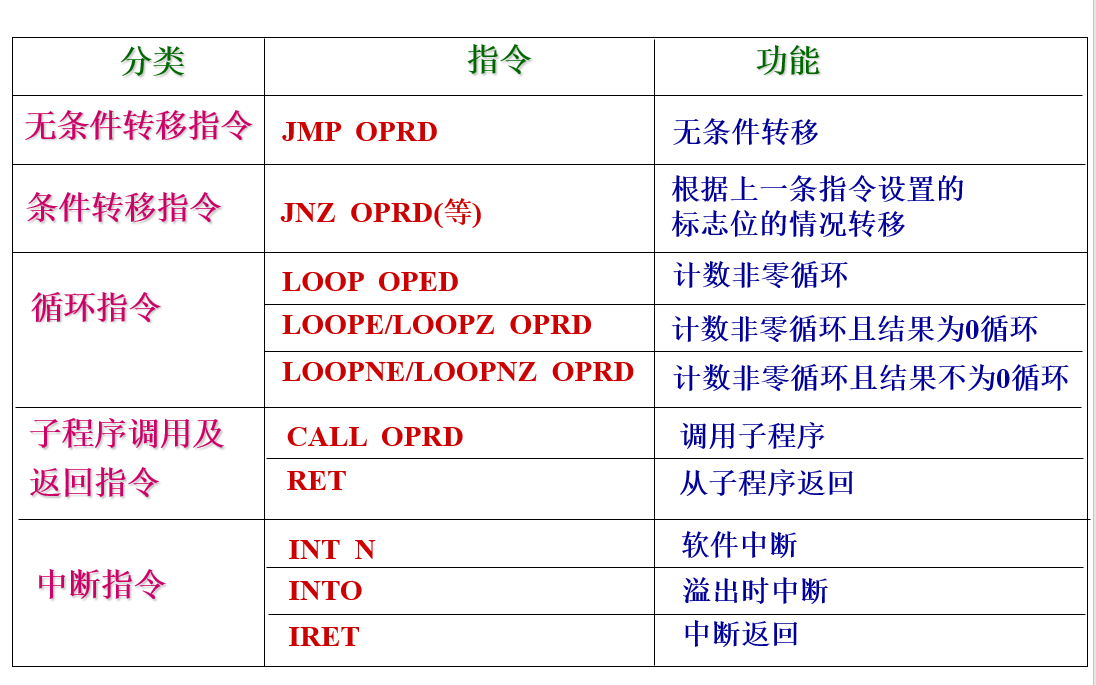 分类 指令 功能
无条件转移指令 JMP OPRD 无条件转移
条件转移指令 JNZ OPRD(等) 根据上一条指令设置的
标志位的情况转移
循环指令 LOOP OPED 计数非零循环
LOOPE/LOOPZ OPRD 计数非零循环且结果为0循环
LOOPNE/LOOPNZ OPRD 计数非零循环且结果不为0循环
子程序调用及 CALL OPRD 调用子程序
返回指令 RET 从子程序返回
中断指令 INT N 软件中断
INTO 溢出时中断
IRET 中断返回